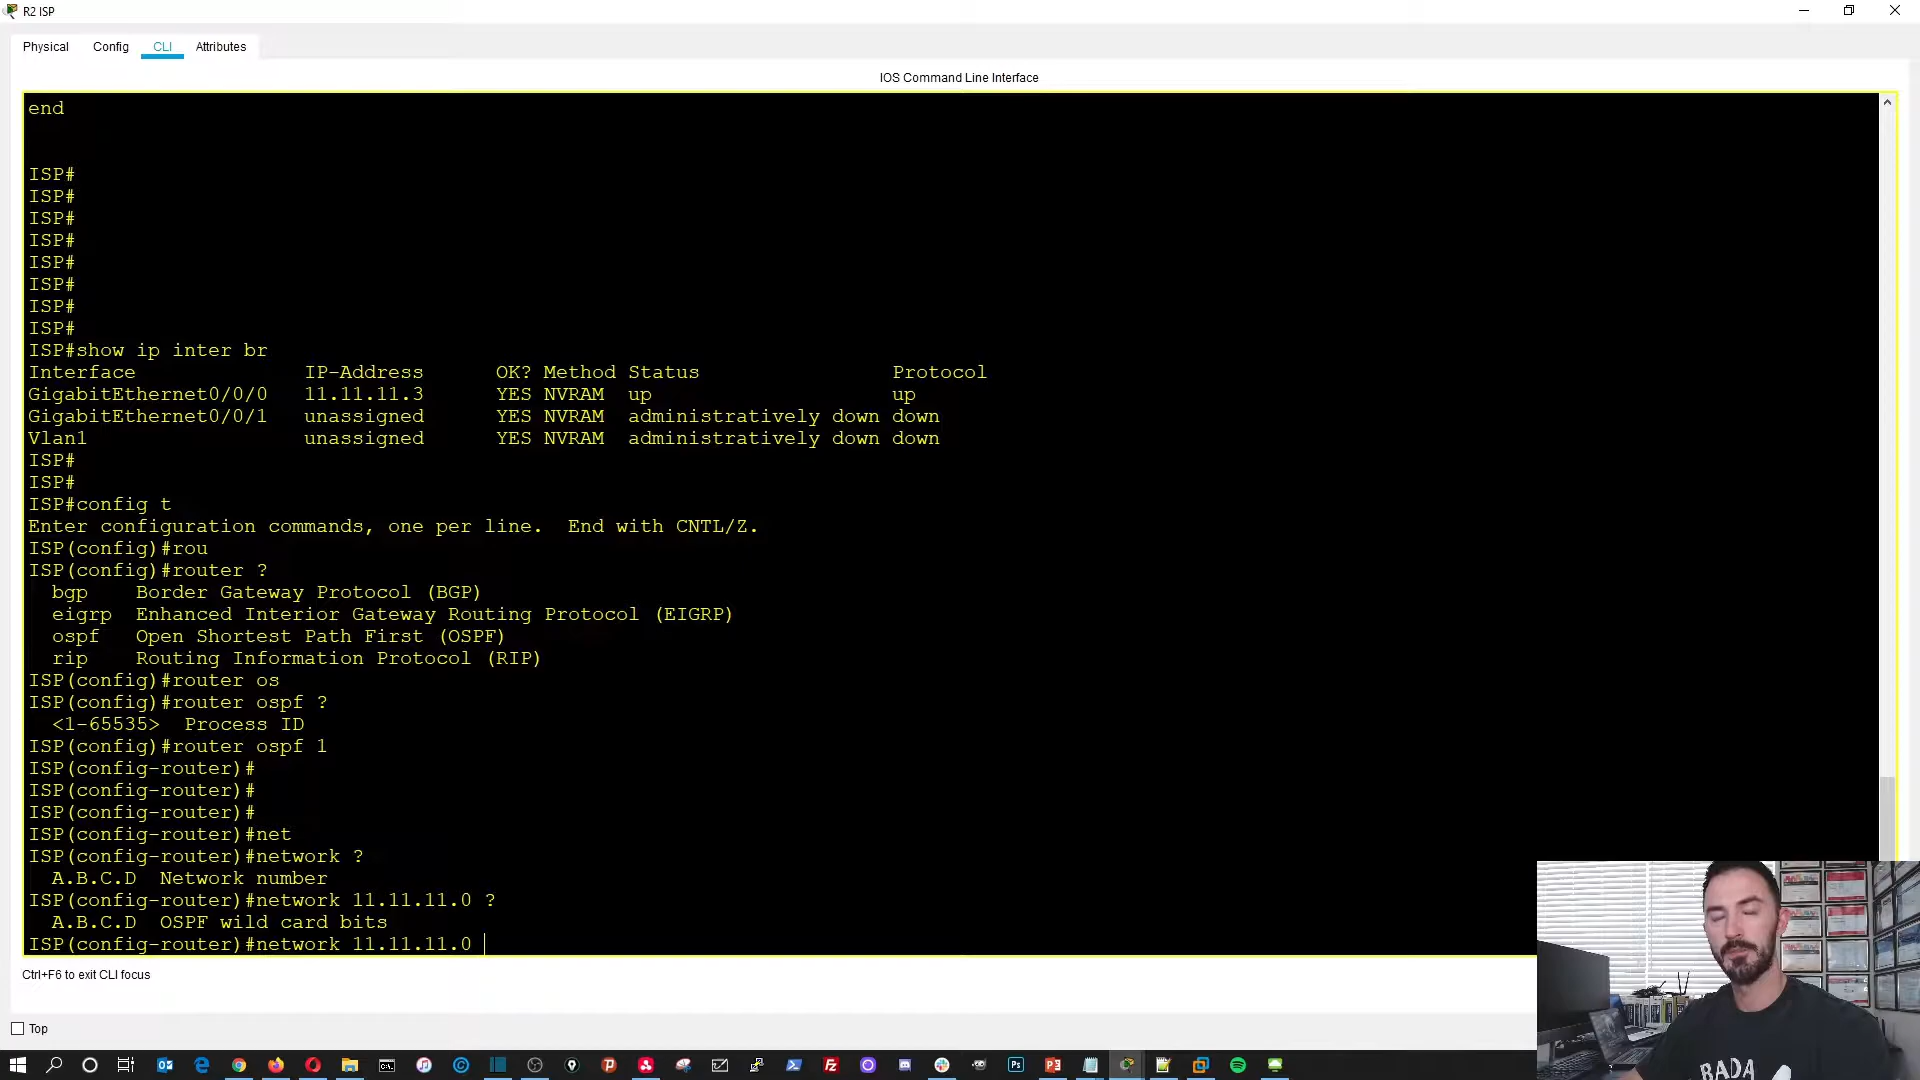 R2 ISP
Physical Config CLI Attributes
IOS Command Line Interface
end
ISP#
ISP#
ISP#
ISP#
ISP#
ISP#
ISP#
ISP#
ISP#show ip inter br
Interface IP-Address OK? Method Status Protocol
GigabitEthernet0/0/0 11.11.11.3 YES NVRAM up up
GigabitEthernet0/0/1 unassigned YES NVRAM administratively down down
Vlan1 unassigned YES NVRAM administratively down down
ISP#
ISP#
ISP#config t
Enter configuration commands, one per line. End with CNTL/Z.
ISP(config)#rou
ISP(config)#router ?
bgp Border Gateway Protocol (BGP)
eigrp Enhanced Interior Gateway Routing Protocol (EIGRP)
ospf Open Shortest Path First (OSPF)
rip Routing Information Protocol (RIP)
ISP(config)#router os
ISP(config)#router ospf ?
<1-65535> Process ID
ISP(config)#router ospf 1
ISP(config-router)#
ISP(config-router)#
ISP(config-router)#
ISP(config-router)#net
ISP(config-router)#network ?
A.B.C.D Network number
ISP(config-router)#network 11.11.11.0 ?
A.B.C.D OSPF wild card bits
ISP(config-router)#network 11.11.11.0
Ctrl+F6 to exit CLI focus
Top
BADA